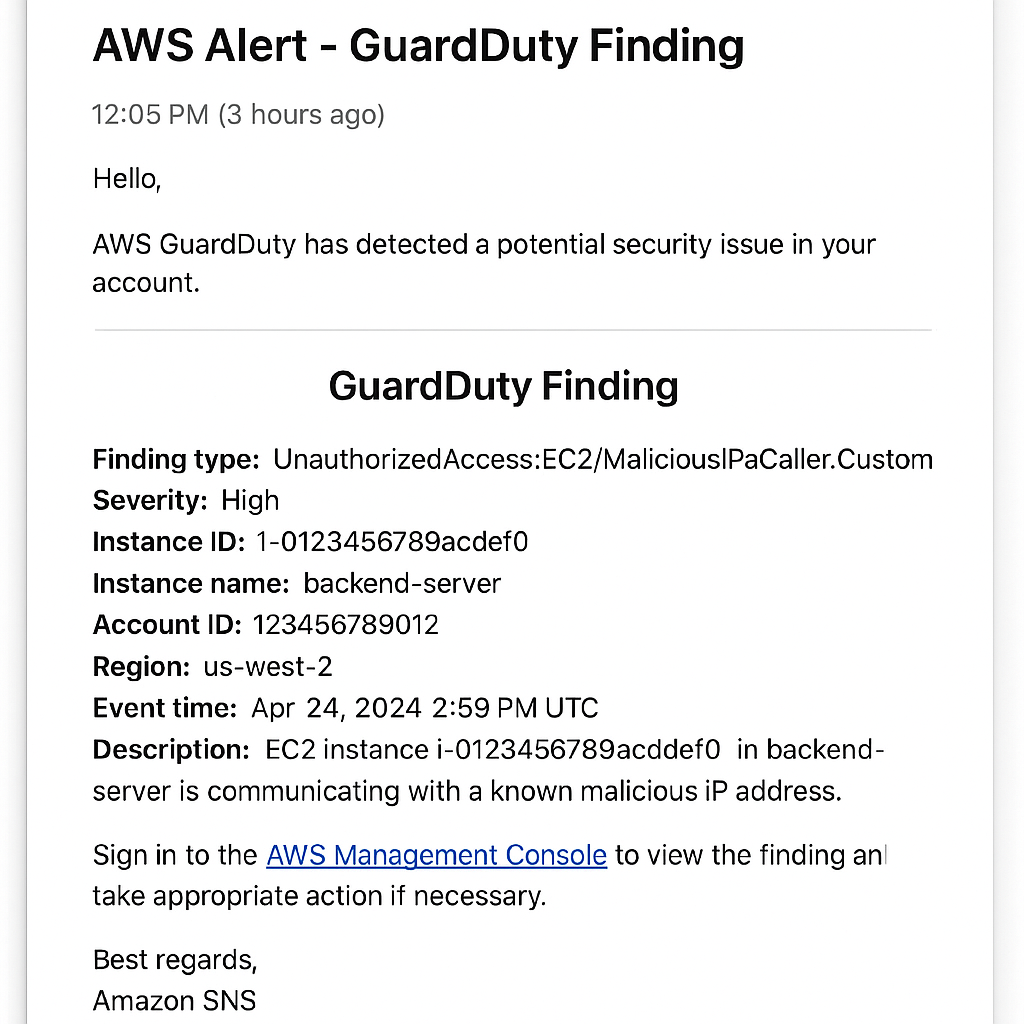 AWS Alert - GuardDuty Finding
12:05 PM (3 hours ago)
Hello,
AWS GuardDuty has detected a potential security issue in your
account.
GuardDuty Finding
Finding type: UnauthorizedAccess:EC2/MaliciousIPaCaller.Custom
Severity: High
Instance ID: 1-0123456789acdef0
Instance name: backend-server
Account ID: 123456789012
Region: us-west-2
Event time: Apr 24, 2024 2:59 PM UTC
Description: EC2 instance i-0123456789acddef0 in backend-
server is communicating with a known malicious iP address.
Sign in to the AWS Management Console to view the finding an
take appropriate action if necessary.
Best regards,
Amazon SNS